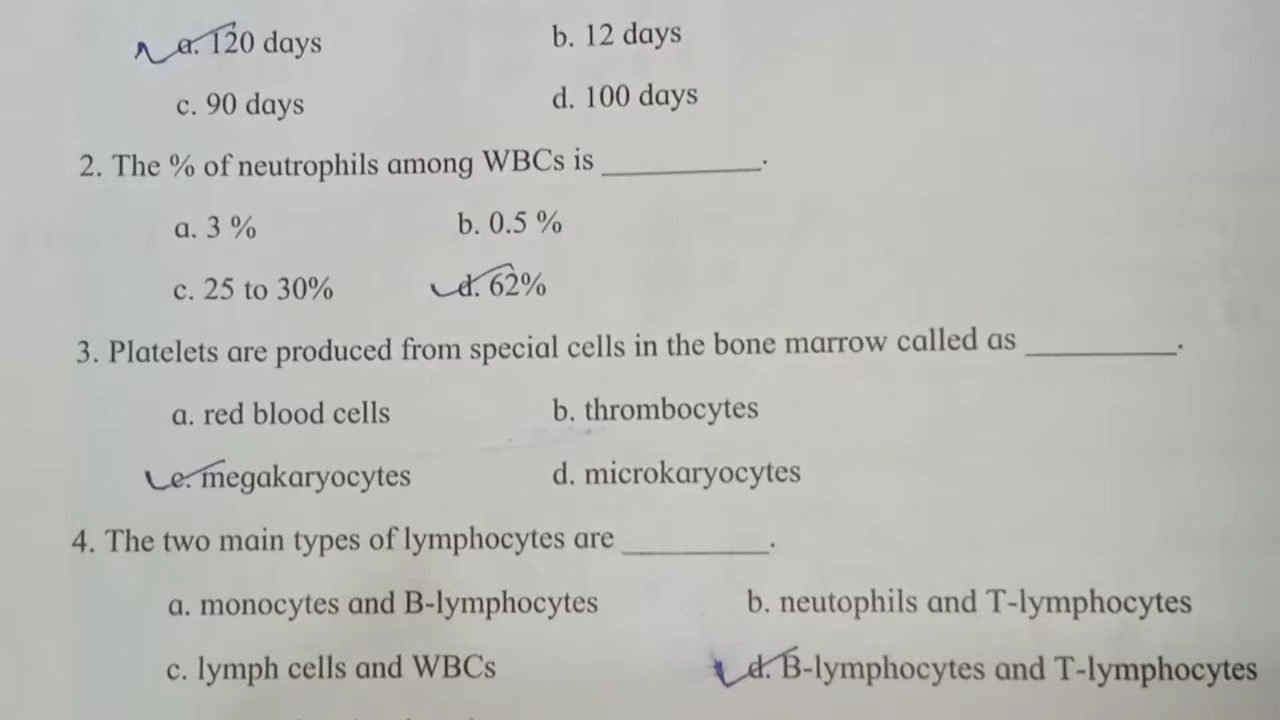 a. 120 days b. 12 days
c. 90 days d. 100 days
2. The % of neutrophils among WBCs is __________.
a. 3 % b. 0.5 %
c. 25 to 30% d. 62%
3. Platelets are produced from special cells in the bone marrow called as __________.
a. red blood cells b. thrombocytes
c. megakaryocytes d. microkaryocytes
4. The two main types of lymphocytes are __________.
a. monocytes and B-lymphocytes b. neutophils and T-lymphocytes
c. lymph cells and WBCs d. B-lymphocytes and T-lymphocytes